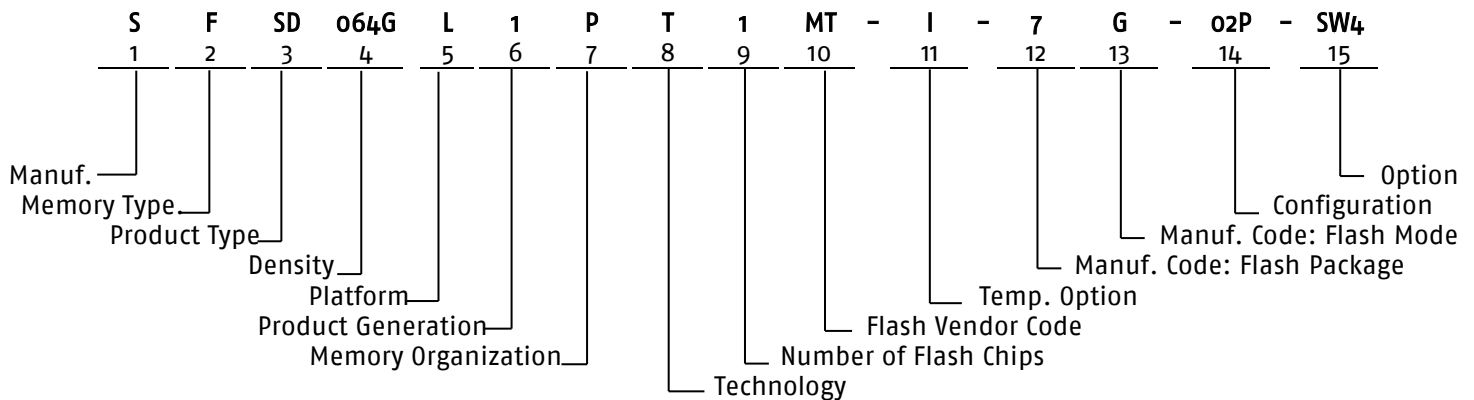 S F SD 064G L 1 P T 1 MT - I - 7 G - 02P - SW4
1 2 3 4 5 6 7 8 9 10 11 12 13 14 15
Manuf. Option
Memory Type. Configuration
Product Type Manuf. Code: Flash Mode
Density Manuf. Code: Flash Package
Platform Temp. Option
Product Generation Flash Vendor Code
Memory Organization Number of Flash Chips
Technology